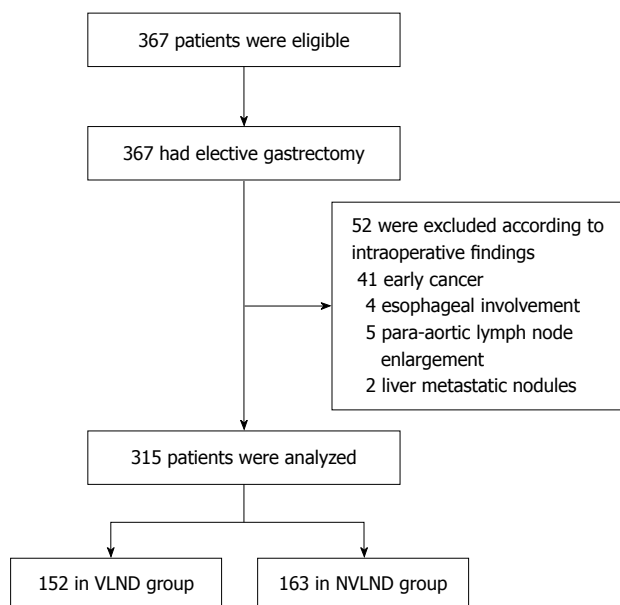 367 patients were eligible
367 had elective gastrectomy
52 were excluded according to
intraoperative findings
41 early cancer
4 esophageal involvement
5 para-aortic lymph node
enlargement
2 liver metastatic nodules
315 patients were analyzed
152 in VLND group
163 in NVLND group